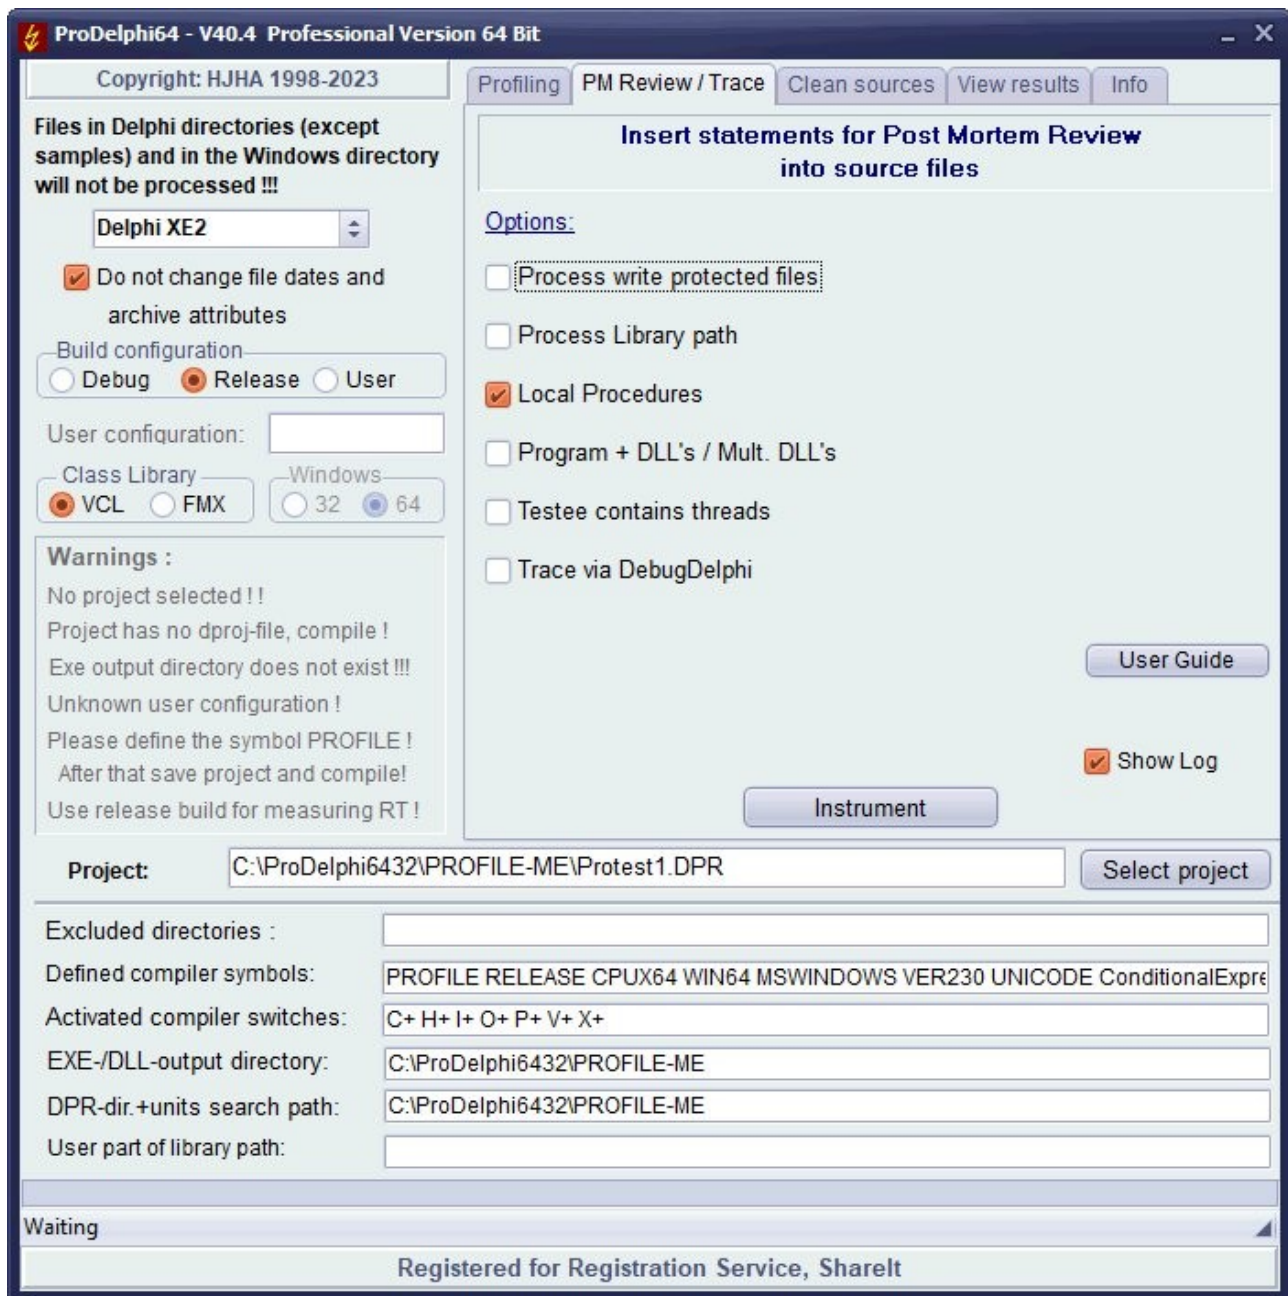 ProDelphi64 - V40.4 Professional Version 64 Bit
Copyright: HJHA 1998-2023
Files in Delphi directories (except
samples) and in the Windows directory
will not be processed !!!
Delphi XE2
Do not change file dates and
archive attributes
Build configuration
Debug Release User
User configuration:
Class Library Windows
VCL FMX 32 64
Warnings :
No project selected ! !
Project has no dproj-file, compile !
Exe output directory does not exist !!!
Unknown user configuration !
Please define the symbol PROFILE !
After that save project and compile!
Use release build for measuring RT !
Profiling PM Review / Trace Clean sources View results Info
Insert statements for Post Mortem Review
into source files
Options:
Process write protected files
Process Library path
Local Procedures
Program + DLL's / Mult. DLL's
Testee contains threads
Trace via DebugDelphi
User Guide
Show Log
Instrument
Project: C:\ProDelphi6432\PROFILE-ME\Protest1.DPR Select project
Excluded directories :
Defined compiler symbols: PROFILE RELEASE CPUX64 WIN64 MSWINDOWS VER230 UNICODE ConditionalExpre
Activated compiler switches: C+ H+ I+ O+ P+ V+ X+
EXE-/DLL-output directory: C:\ProDelphi6432\PROFILE-ME
DPR-dir.+units search path: C:\ProDelphi6432\PROFILE-ME
User part of library path:
Waiting
Registered for Registration Service, ShareIt